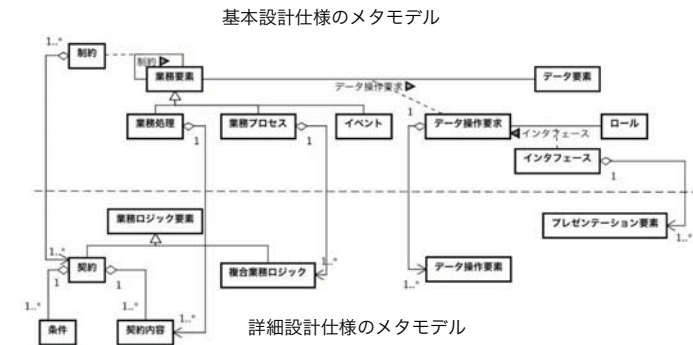 基本設計仕様のメタモデル
1..*
制約
制約▶
業務要素
データ操作要求▶
データ要素
業務処理
業務プロセス
イベント
1
データ操作要求
◀インタフェース
ロール
1
1
インタフェース
1
業務ロジック要素
プレゼンテーション要素
1..*
1..*
契約
複合業務ロジック
1..*
データ操作要素
1
1
1..*
1..*
1..*
条件
契約内容
1..*
詳細設計仕様のメタモデル